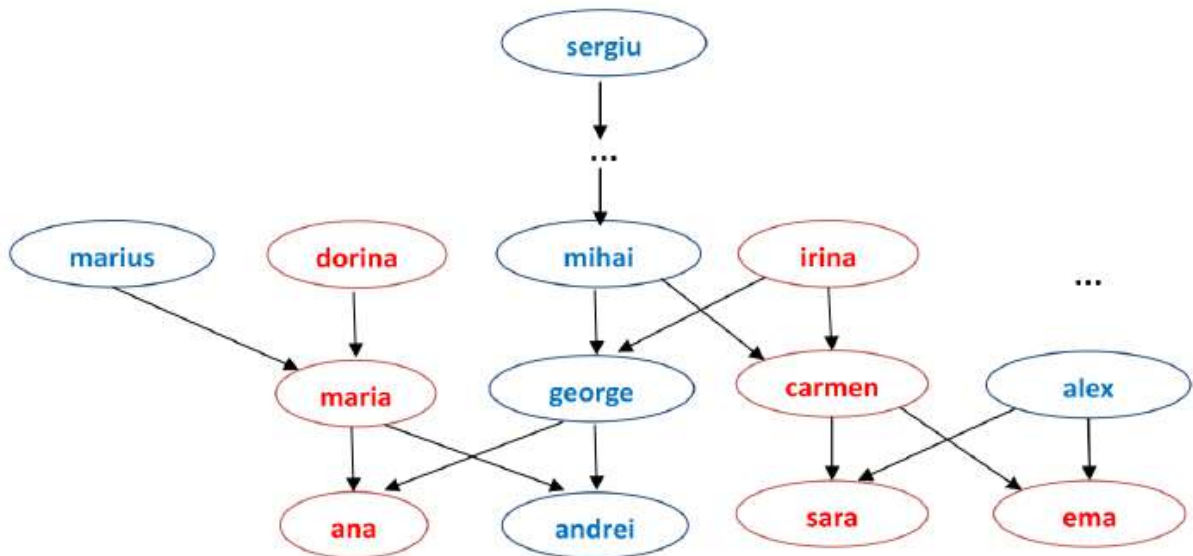 sergiu
...
marius dorina mihai irina
...
maria george carmen alex
ana andrei sara ema